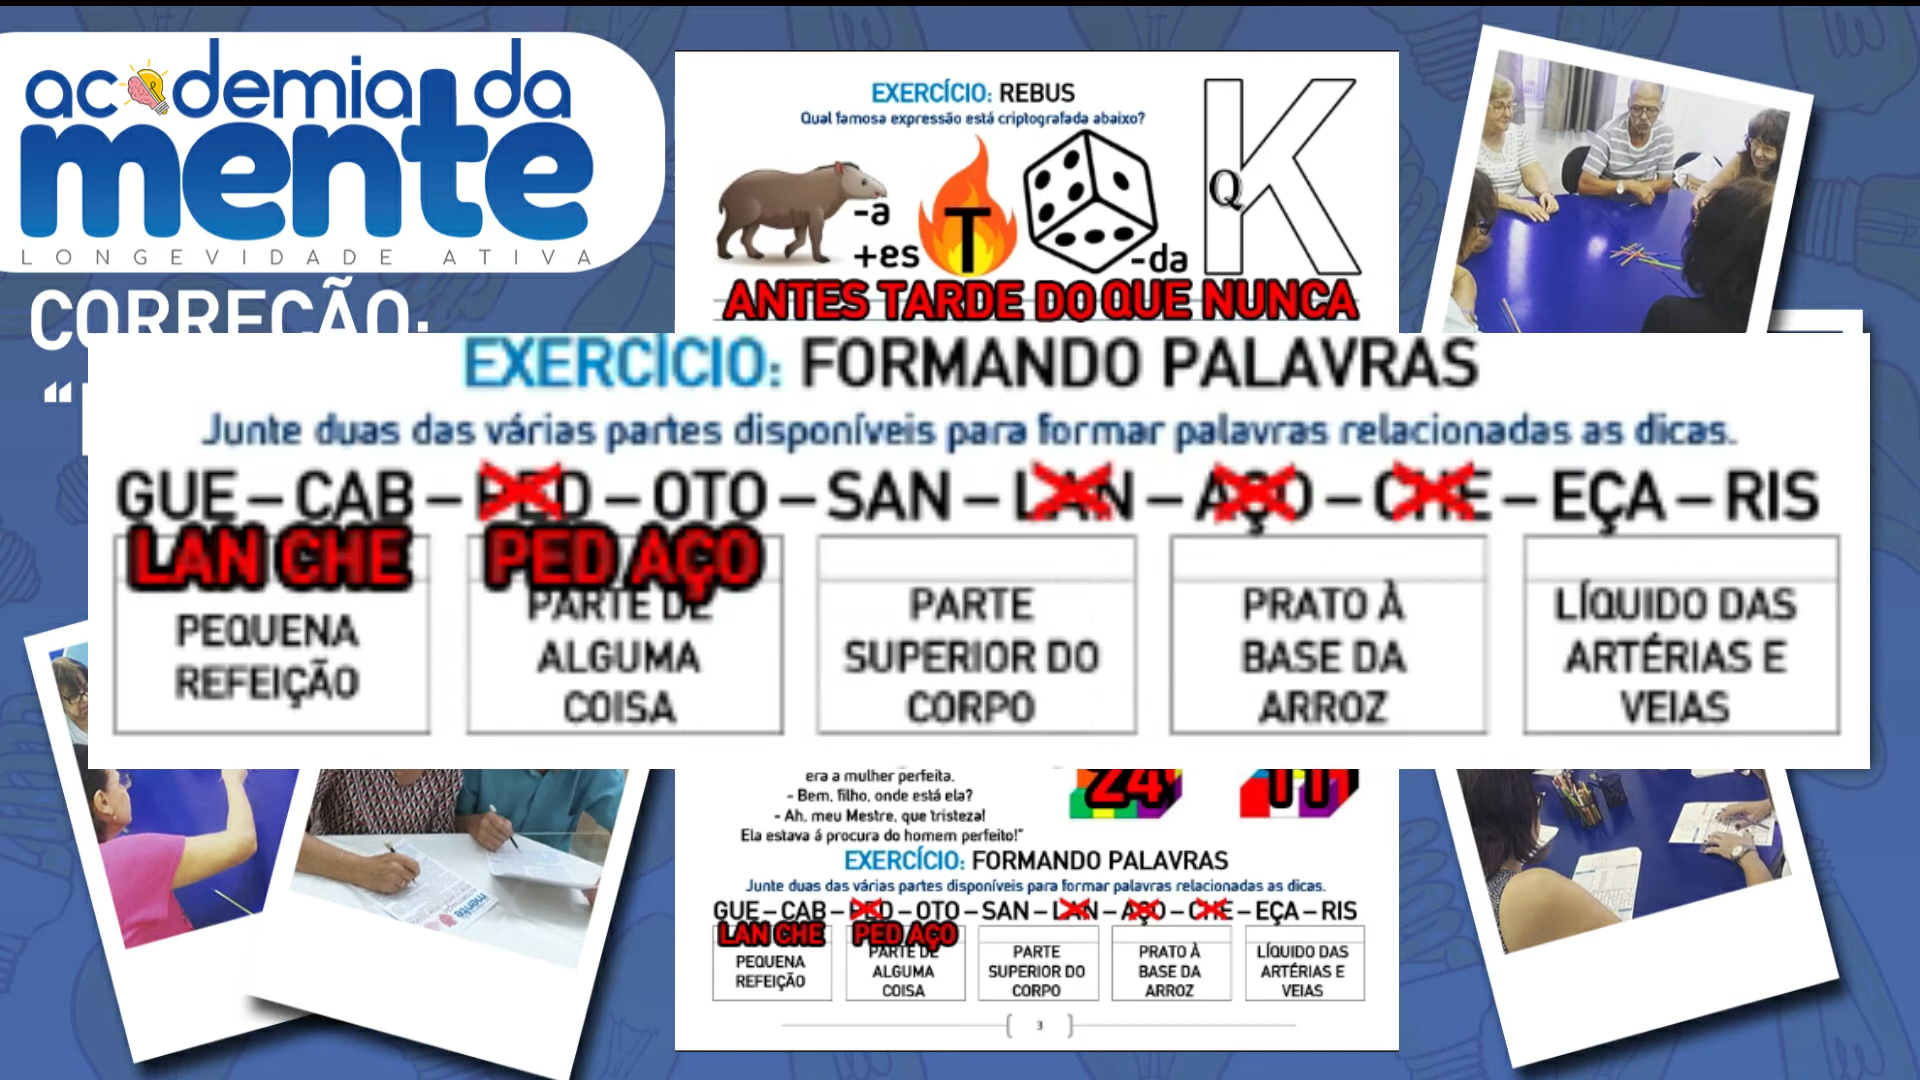 academia da
mente
LONGEVIDADE ATIVA
CORREÇÃO:
“
EXERCÍCIO: REBUS
Qual famosa expressão está criptografada abaixo?
-a
+es
T
-da
Q
K
ANTES TARDE DO QUE NUNCA
EXERCÍCIO: FORMANDO PALAVRAS
Junte duas das várias partes disponíveis para formar palavras relacionadas as dicas.
GUE – CAB – PED – OTO – SAN – LAN – AÇO – CHE – EÇA – RIS
LAN CHE
PEQUENA
REFEIÇÃO
PED AÇO
PARTE DE
ALGUMA
COISA
PARTE
SUPERIOR DO
CORPO
PRATO À
BASE DA
ARROZ
LÍQUIDO DAS
ARTÉRIAS E
VEIAS
era a mulher perfeita.
- Bem, filho, onde está ela?
- Ah, meu Mestre, que tristeza!
Ela estava á procura do homem perfeito!"
24
11
EXERCÍCIO: FORMANDO PALAVRAS
Junte duas das várias partes disponíveis para formar palavras relacionadas as dicas.
GUE – CAB – PED – OTO – SAN – LAN – AÇO – CHE – EÇA – RIS
LAN CHE
PEQUENA
REFEIÇÃO
PED AÇO
PARTE DE
ALGUMA
COISA
PARTE
SUPERIOR DO
CORPO
PRATO À
BASE DA
ARROZ
LÍQUIDO DAS
ARTÉRIAS E
VEIAS
3